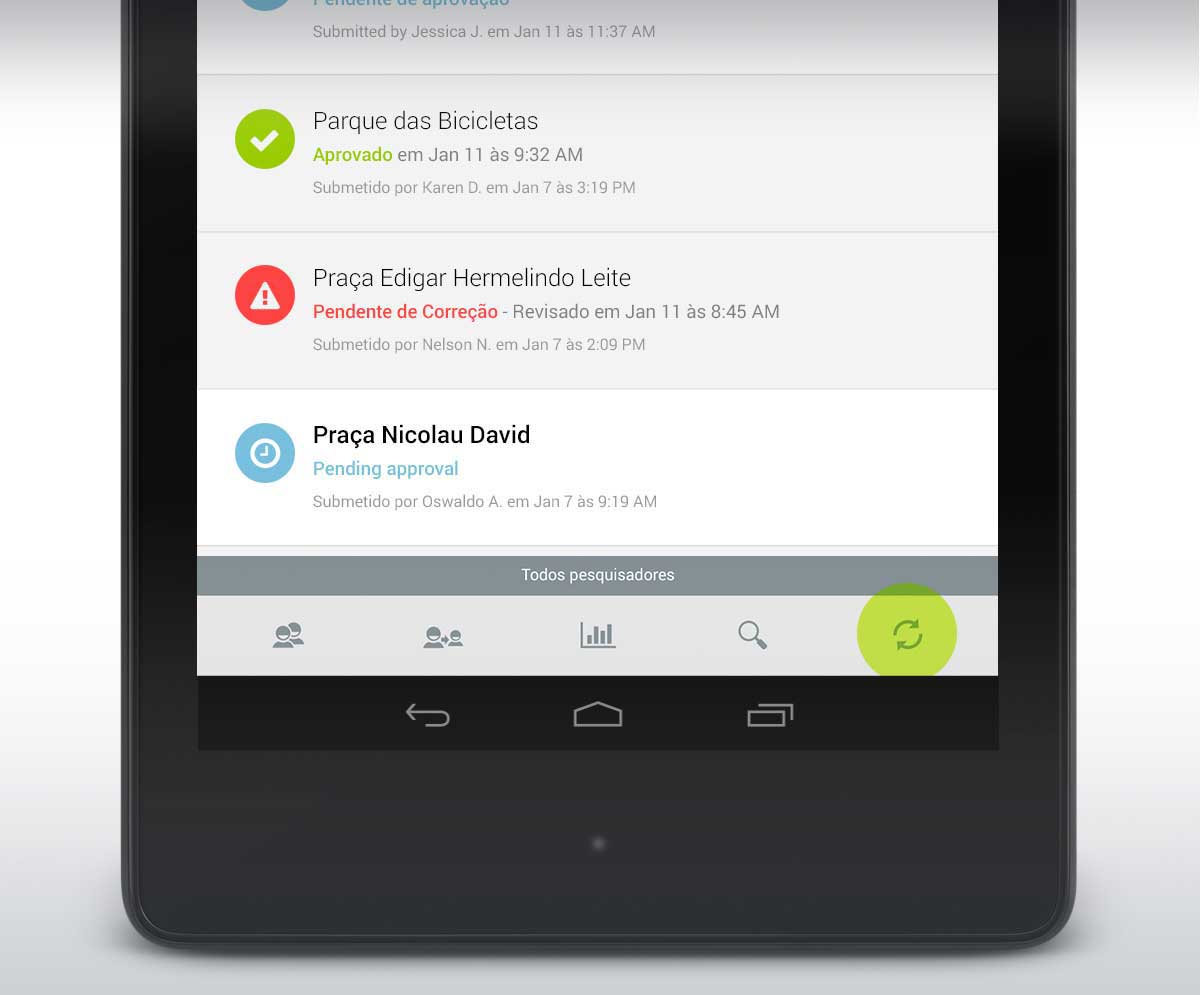 Pendente de aprovação
Submitted by Jessica J. em Jan 11 às 11:37 AM
Parque das Bicicletas
Aprovado em Jan 11 às 9:32 AM
Submetido por Karen D. em Jan 7 às 3:19 PM
Praça Edigar Hermelindo Leite
Pendente de Correção - Revisado em Jan 11 às 8:45 AM
Submetido por Nelson N. em Jan 7 às 2:09 PM
Praça Nicolau David
Pending approval
Submetido por Oswaldo A. em Jan 7 às 9:19 AM
Todos pesquisadores